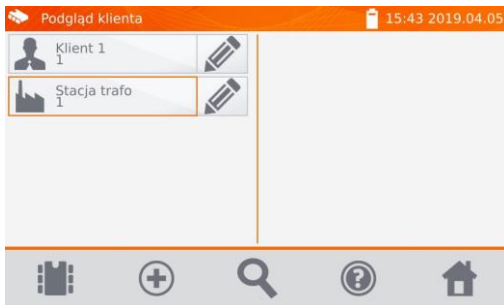 Podgląd klienta
15:43 2019.04.05
Klient 1
1
Stacja trafo
1